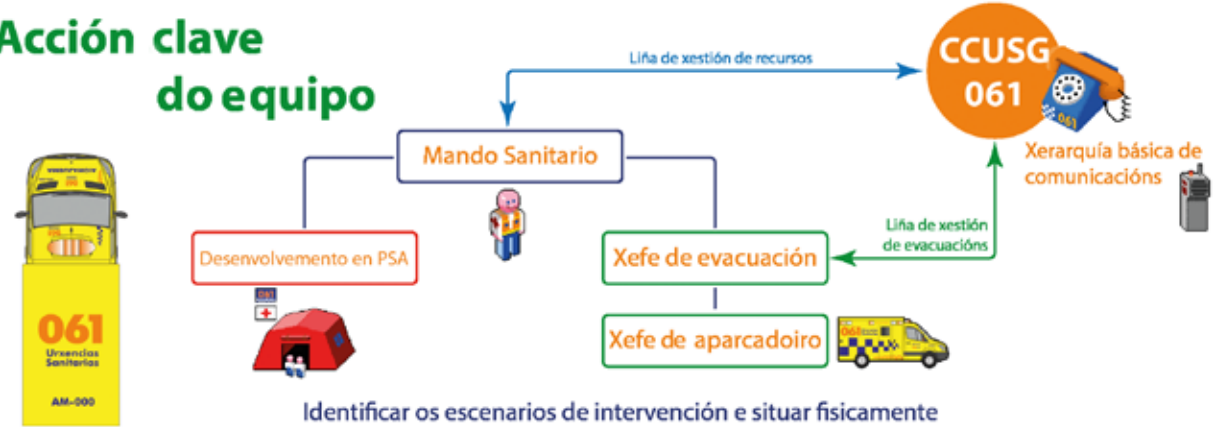 Acción clave
do equipo
Liña de xestión de recursos
CCUSG
061
061
Xerarquía básica de
comunicacións
Mando Sanitario
Liña de xestión
de evacuacións
Desenvolvemento en PSA
Xefe de evacuación
Xefe de aparcadoiro
061
061
Urxencias
Sanitarias
AM-000
061
Identificar os escenarios de intervención e situar fisicamente